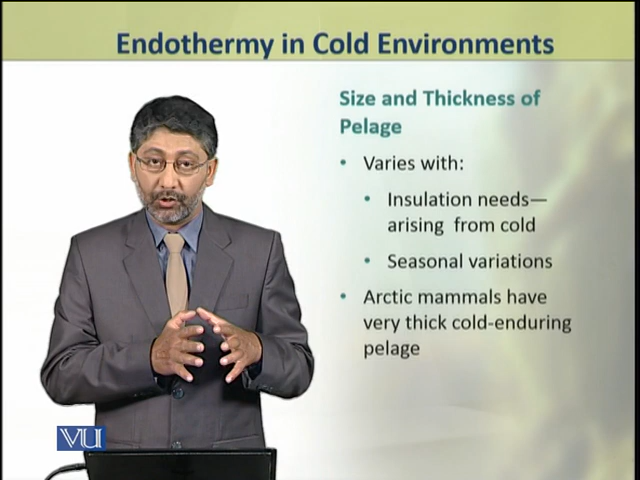 Endothermy in Cold Environments
Size and Thickness of
Pelage
• Varies with:
• Insulation needs—
arising from cold
• Seasonal variations
• Arctic mammals have
very thick cold-enduring
pelage
VU